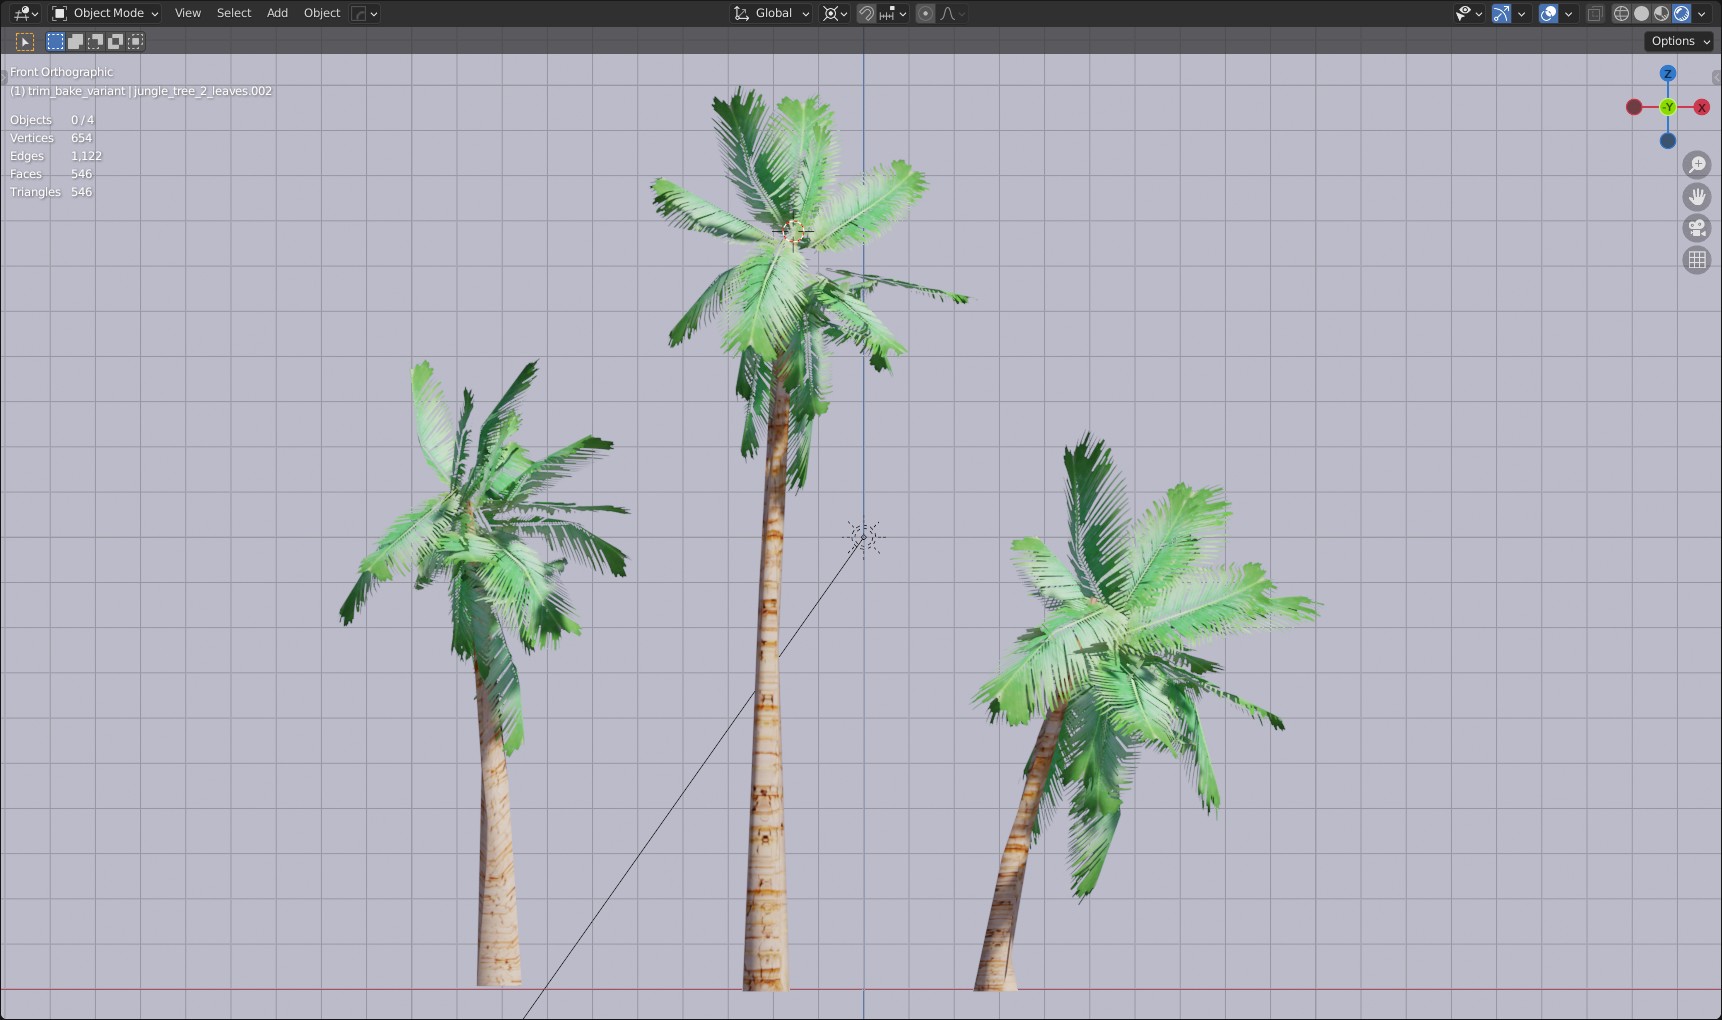 Object Mode View Select Add Object Global
Options
Front Orthographic
(1) trim_bake_variant | jungle_tree_2_leaves.002
Objects 0/4
Vertices 654
Edges 1,122
Faces 546
Triangles 546
Z
-Y
X